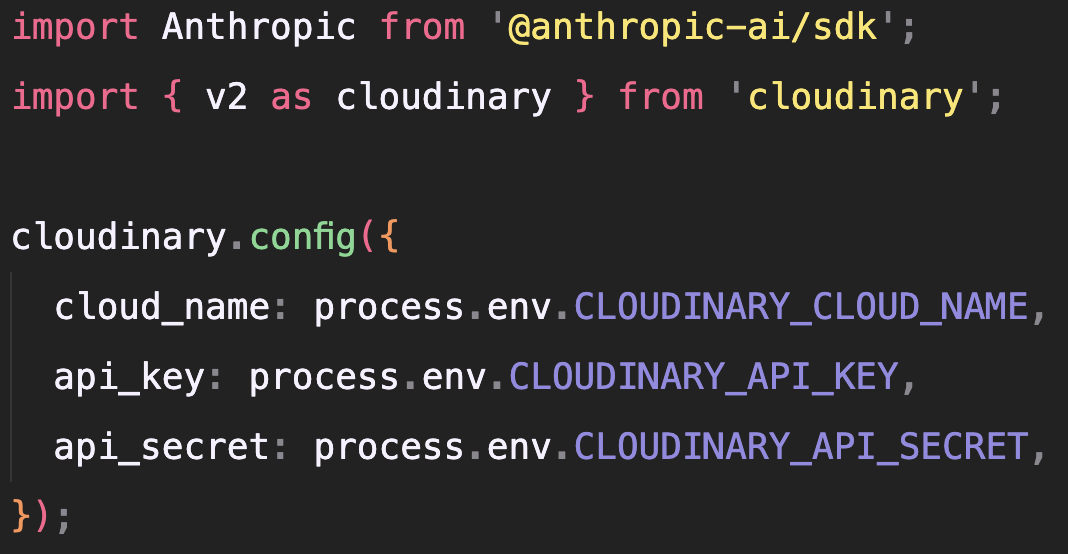 import Anthropic from '@anthropic-ai/sdk';
import { v2 as cloudinary } from 'cloudinary';

cloudinary.config({
  cloud_name: process.env.CLOUDINARY_CLOUD_NAME,
  api_key: process.env.CLOUDINARY_API_KEY,
  api_secret: process.env.CLOUDINARY_API_SECRET,
});